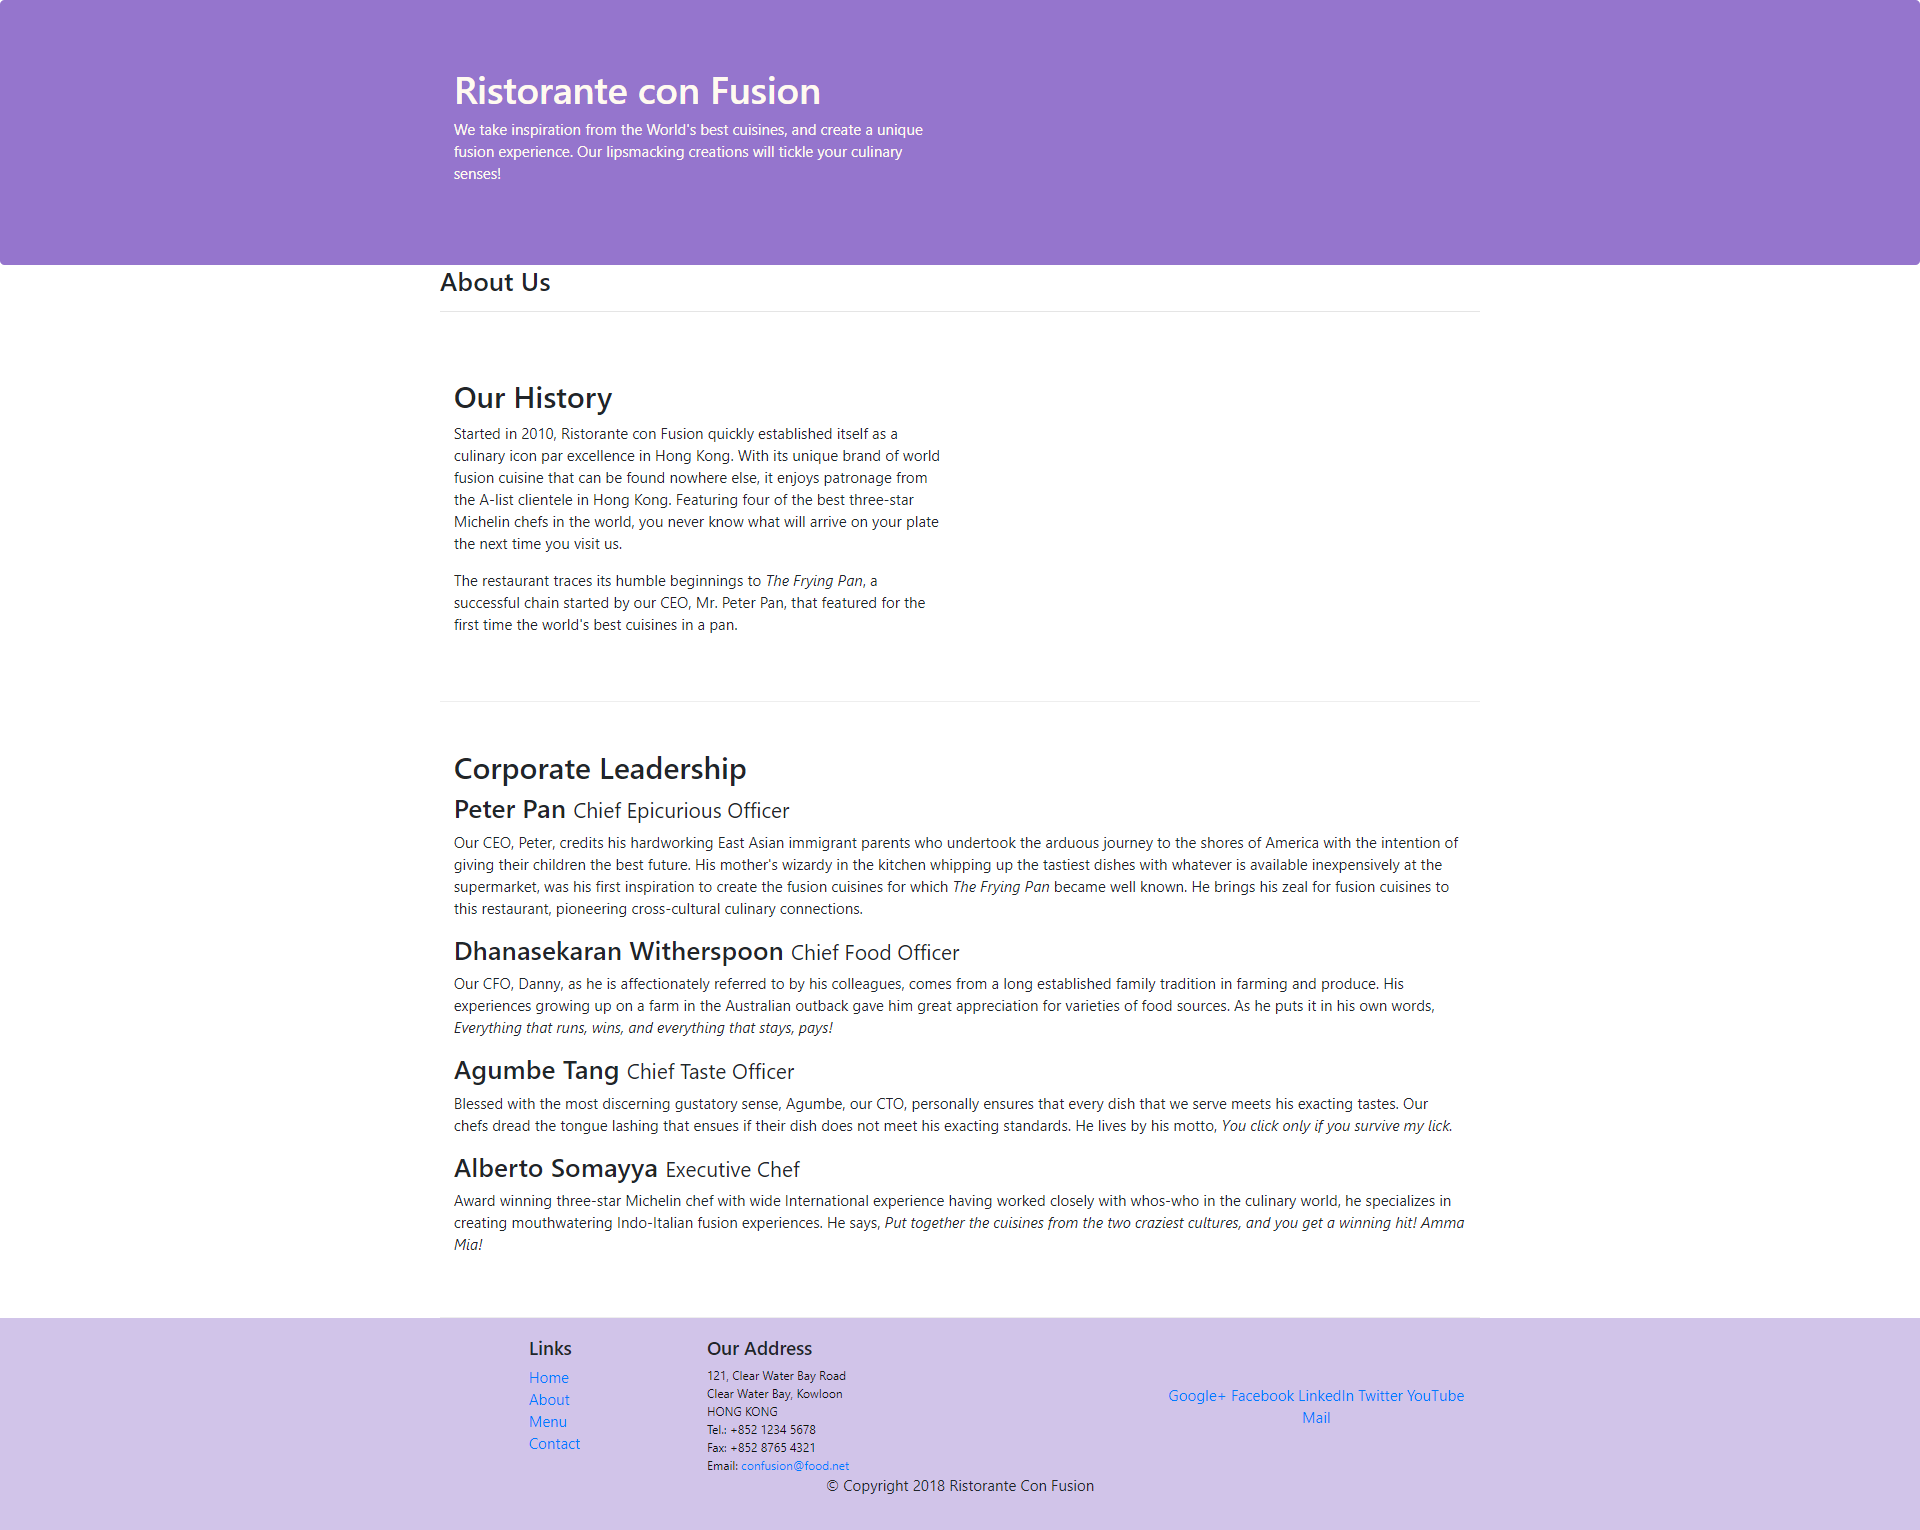 Ristorante con Fusion
We take inspiration from the World's best cuisines, and create a unique
fusion experience. Our lipsmacking creations will tickle your culinary
senses!
About Us
Our History
Started in 2010, Ristorante con Fusion quickly established itself as a
culinary icon par excellence in Hong Kong. With its unique brand of world
fusion cuisine that can be found nowhere else, it enjoys patronage from
the A-list clientele in Hong Kong. Featuring four of the best three-star
Michelin chefs in the world, you never know what will arrive on your plate
the next time you visit us.
The restaurant traces its humble beginnings to The Frying Pan, a
successful chain started by our CEO, Mr. Peter Pan, that featured for the
first time the world's best cuisines in a pan.
Corporate Leadership
Peter Pan Chief Epicurious Officer
Our CEO, Peter, credits his hardworking East Asian immigrant parents who undertook the arduous journey to the shores of America with the intention of
giving their children the best future. His mother's wizardy in the kitchen whipping up the tastiest dishes with whatever is available inexpensively at the
supermarket, was his first inspiration to create the fusion cuisines for which The Frying Pan became well known. He brings his zeal for fusion cuisines to
this restaurant, pioneering cross-cultural culinary connections.
Dhanasekaran Witherspoon Chief Food Officer
Our CFO, Danny, as he is affectionately referred to by his colleagues, comes from a long established family tradition in farming and produce. His
experiences growing up on a farm in the Australian outback gave him great appreciation for varieties of food sources. As he puts it in his own words,
Everything that runs, wins, and everything that stays, pays!
Agumbe Tang Chief Taste Officer
Blessed with the most discerning gustatory sense, Agumbe, our CTO, personally ensures that every dish that we serve meets his exacting tastes. Our
chefs dread the tongue lashing that ensues if their dish does not meet his exacting standards. He lives by his motto, You click only if you survive my lick.
Alberto Somayya Executive Chef
Award winning three-star Michelin chef with wide International experience having worked closely with whos-who in the culinary world, he specializes in
creating mouthwatering Indo-Italian fusion experiences. He says, Put together the cuisines from the two craziest cultures, and you get a winning hit! Amma
Mia!
Links
Home
About
Menu
Contact
Our Address
121, Clear Water Bay Road
Clear Water Bay, Kowloon
HONG KONG
Tel.: +852 1234 5678
Fax: +852 8765 4321
Email: confusion@food.net
Google+ Facebook LinkedIn Twitter YouTube
Mail
© Copyright 2018 Ristorante Con Fusion